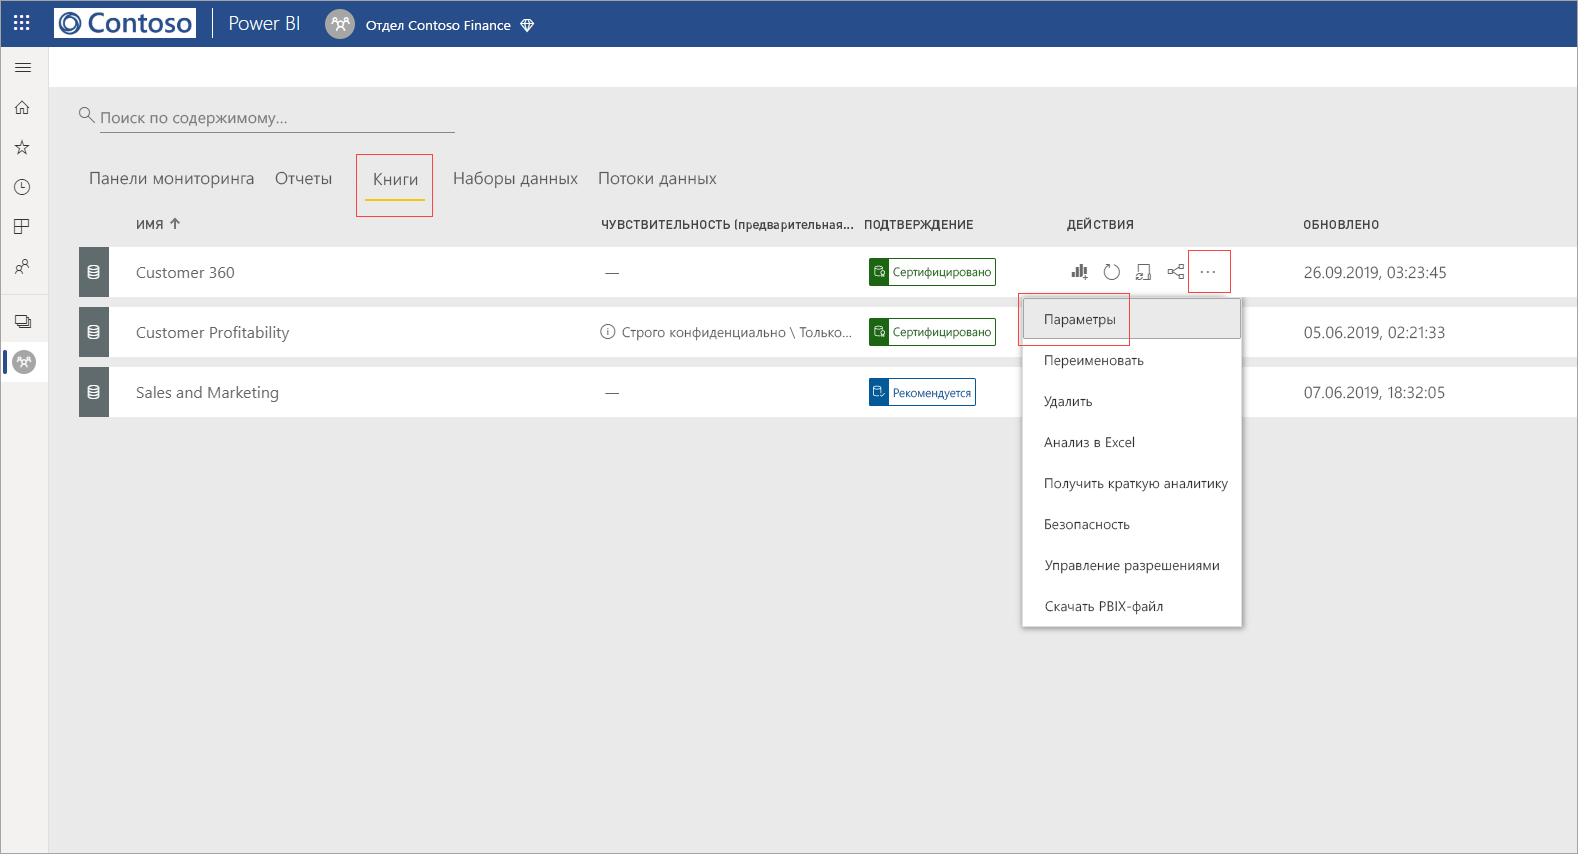 Contoso Power BI Отдел Contoso Finance
Поиск по содержимому...
Панели мониторинга Отчеты Книги Наборы данных Потоки данных
ИМЯ ЧУВСТВИТЕЛЬНОСТЬ (предварительная... ПОДТВЕРЖДЕНИЕ ДЕЙСТВИЯ ОБНОВЛЕНО
Customer 360 — Сертифицировано ... 26.09.2019, 03:23:45
Параметры
Customer Profitability Строго конфиденциально \ Только... Сертифицировано 05.06.2019, 02:21:33
Переименовать
Sales and Marketing — Рекомендуется 07.06.2019, 18:32:05
Удалить
Анализ в Excel
Получить краткую аналитику
Безопасность
Управление разрешениями
Скачать PBIX-файл